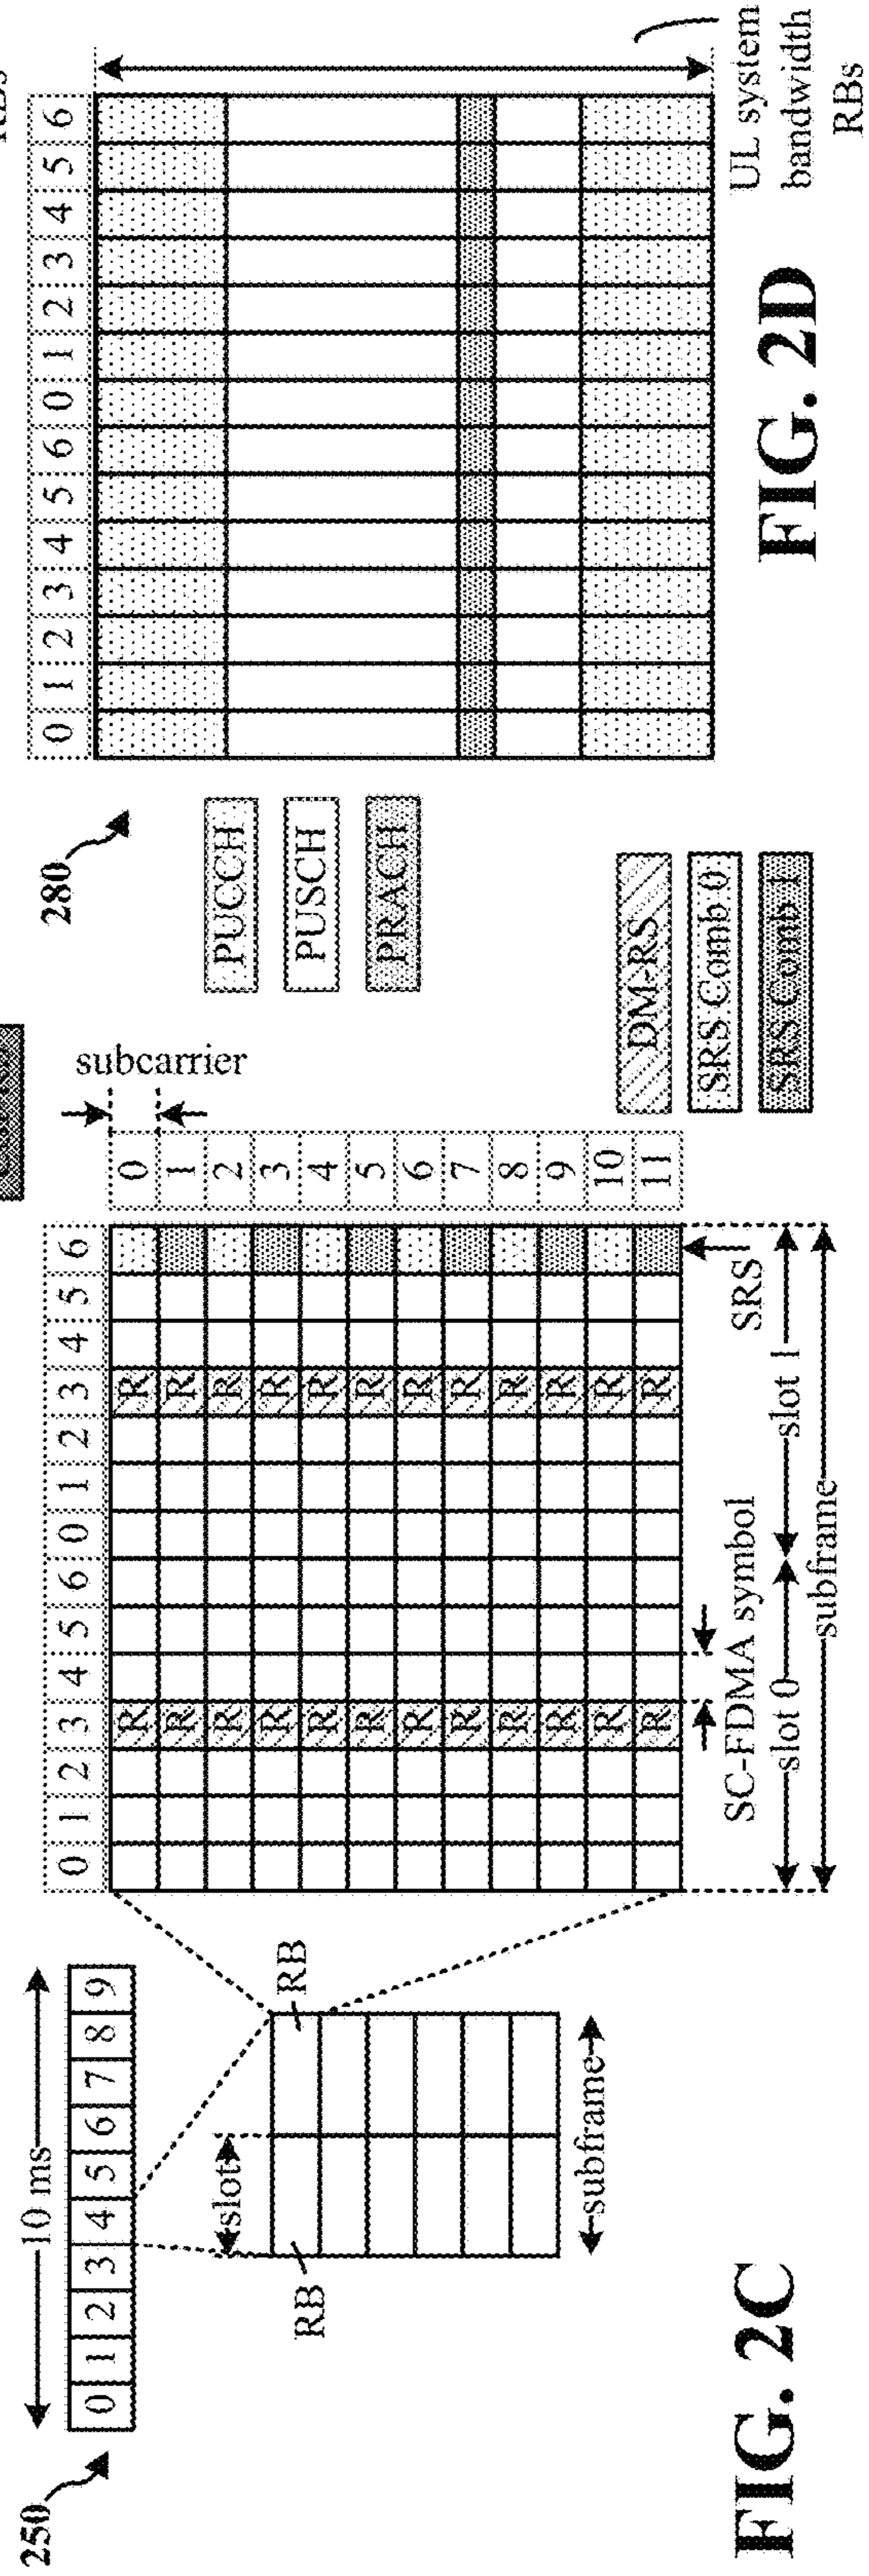 250
10 ms
0 1 2 3 4 5 6 7 8 9
slot
RB
RB
subframe
FIG. 2C
0 1 2 3 4 5 6 0 1 2 3 4 5 6
subcarrier
R R
R R
R R
R R
R R
R R
R R
R R
R R
R R
R R
R R
0
1
2
3
4
5
6
7
8
9
10
11
SRS
SC-FDMA symbol
slot 0
slot 1
subframe
DM-RS
SRS Comb 0
SRS Comb 1
280
PUCCH
PUSCH
PRACH
0 1 2 3 4 5 6 0 1 2 3 4 5 6
UL system
bandwidth
RBs
FIG. 2D